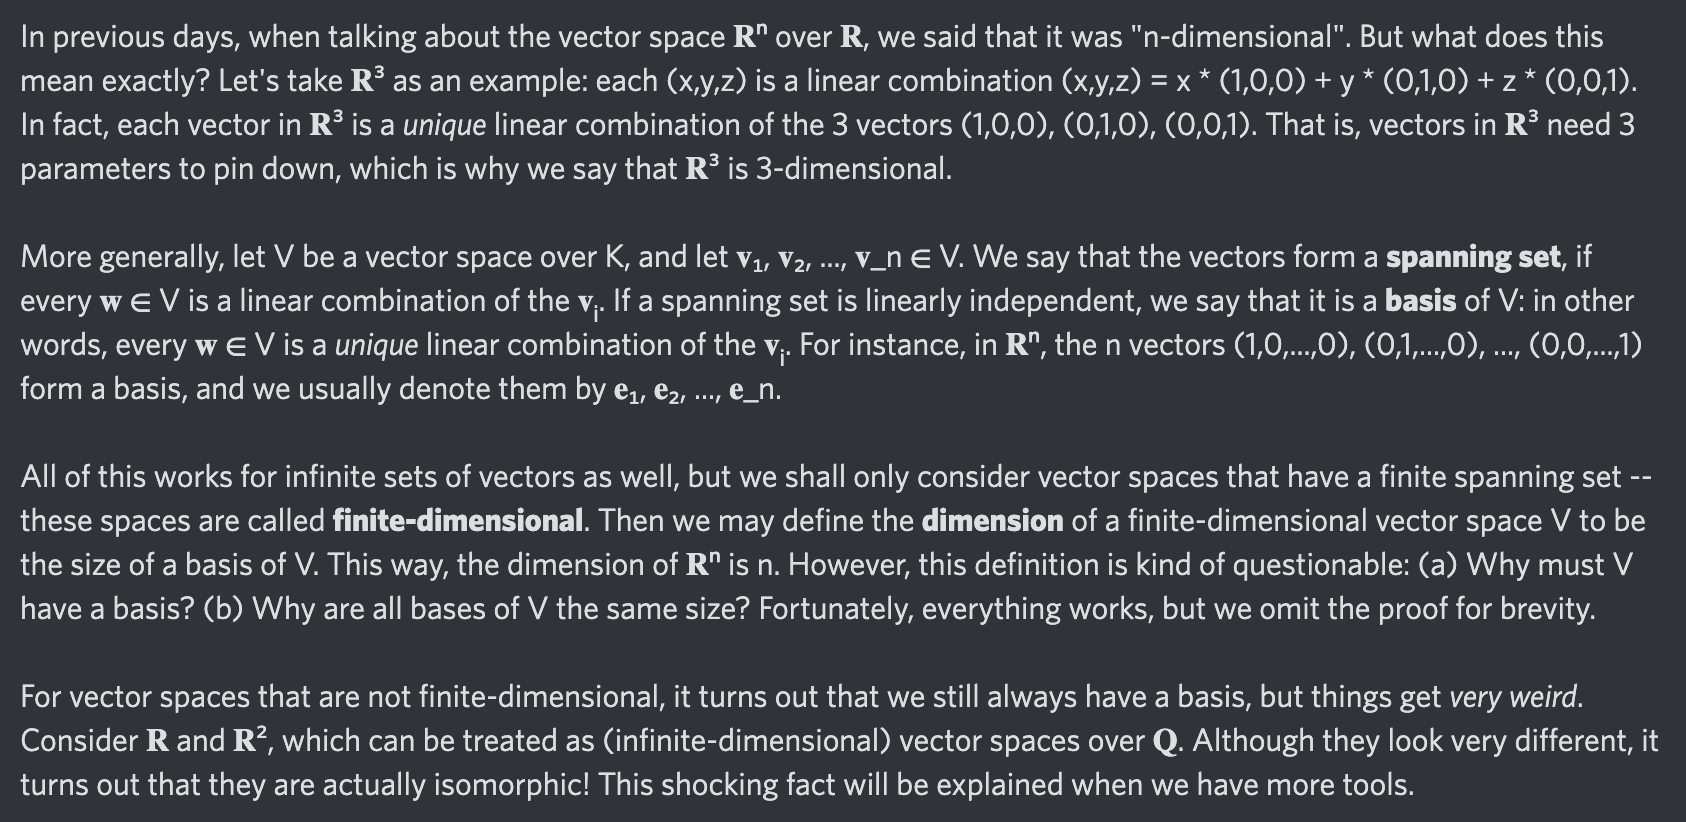 In previous days, when talking about the vector space 𝐑ⁿ over 𝐑, we said that it was "n-dimensional". But what does this
mean exactly? Let's take 𝐑³ as an example: each (x,y,z) is a linear combination (x,y,z) = x * (1,0,0) + y * (0,1,0) + z * (0,0,1).
In fact, each vector in 𝐑³ is a unique linear combination of the 3 vectors (1,0,0), (0,1,0), (0,0,1). That is, vectors in 𝐑³ need 3
parameters to pin down, which is why we say that 𝐑³ is 3-dimensional.

More generally, let V be a vector space over K, and let 𝐯₁, 𝐯₂, ..., 𝐯_n ∈ V. We say that the vectors form a spanning set, if
every 𝐰 ∈ V is a linear combination of the 𝐯ᵢ. If a spanning set is linearly independent, we say that it is a basis of V: in other
words, every 𝐰 ∈ V is a unique linear combination of the 𝐯ᵢ. For instance, in 𝐑ⁿ, the n vectors (1,0,...,0), (0,1,...,0), ..., (0,0,...,1)
form a basis, and we usually denote them by 𝐞₁, 𝐞₂, ..., 𝐞_n.

All of this works for infinite sets of vectors as well, but we shall only consider vector spaces that have a finite spanning set --
these spaces are called finite-dimensional. Then we may define the dimension of a finite-dimensional vector space V to be
the size of a basis of V. This way, the dimension of 𝐑ⁿ is n. However, this definition is kind of questionable: (a) Why must V
have a basis? (b) Why are all bases of V the same size? Fortunately, everything works, but we omit the proof for brevity.

For vector spaces that are not finite-dimensional, it turns out that we still always have a basis, but things get very weird.
Consider 𝐑 and 𝐑², which can be treated as (infinite-dimensional) vector spaces over 𝐐. Although they look very different, it
turns out that they are actually isomorphic! This shocking fact will be explained when we have more tools.